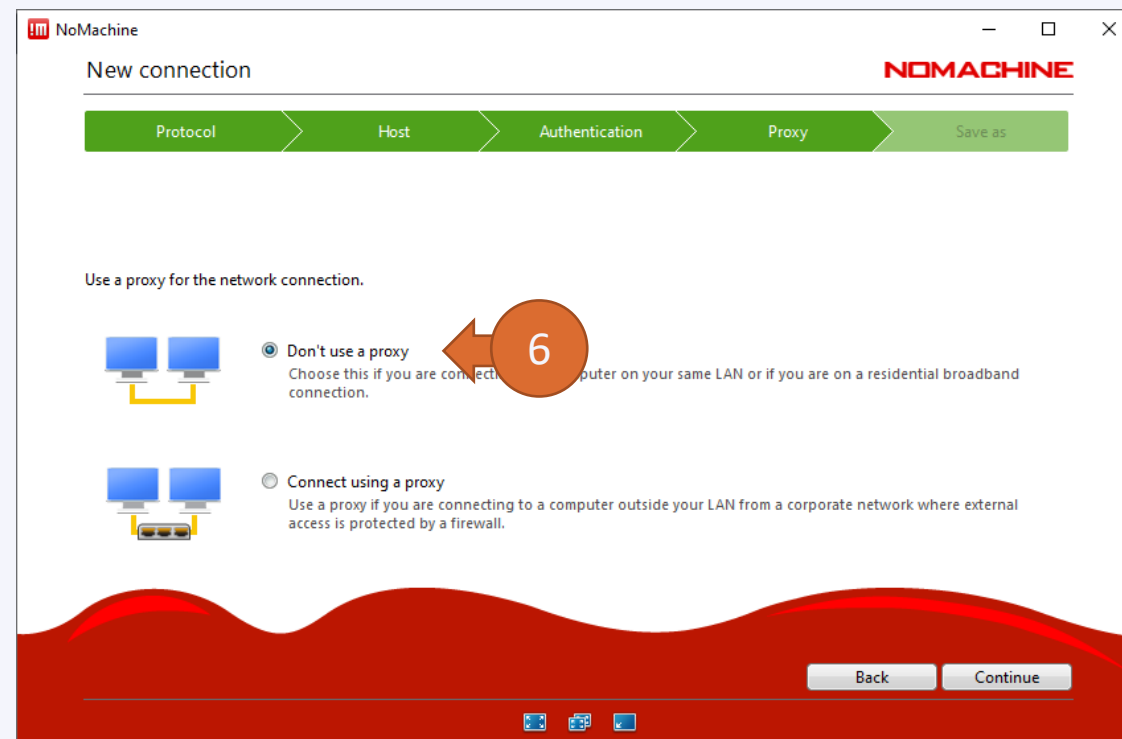 !m NoMachine
New connection
NOMACHINE
Protocol
Host
Authentication
Proxy
Save as
Use a proxy for the network connection.
Don't use a proxy
6
Choose this if you are puter on your same LAN or if you are on a residential broadband
connection.
Connect using a proxy
Use a proxy if you are connecting to a computer outside your LAN from a corporate network where external
access is protected by a firewall.
Back
Continue